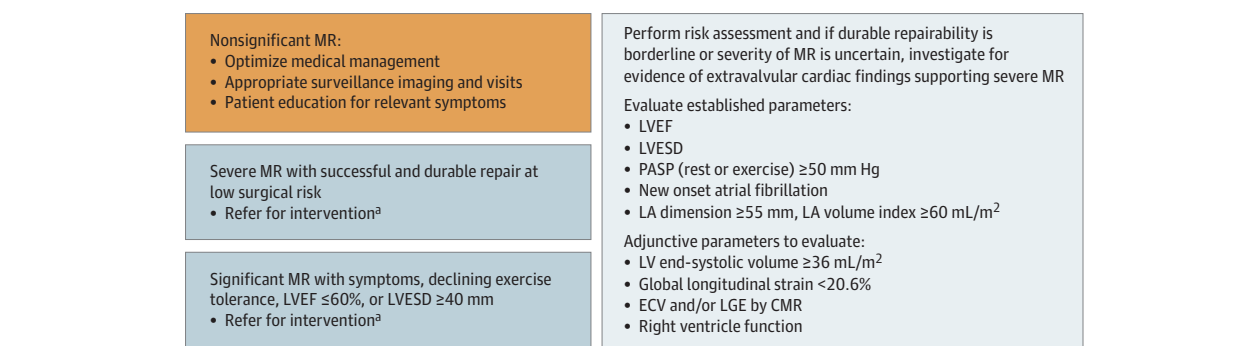 Nonsignificant MR:
• Optimize medical management
• Appropriate surveillance imaging and visits
• Patient education for relevant symptoms
Severe MR with successful and durable repair at
low surgical risk
• Refer for interventionᵃ
Significant MR with symptoms, declining exercise
tolerance, LVEF ≤60%, or LVESD ≥40 mm
• Refer for interventionᵃ
Perform risk assessment and if durable repairability is
borderline or severity of MR is uncertain, investigate for
evidence of extravalvular cardiac findings supporting severe MR
Evaluate established parameters:
• LVEF
• LVESD
• PASP (rest or exercise) ≥50 mm Hg
• New onset atrial fibrillation
• LA dimension ≥55 mm, LA volume index ≥60 mL/m²
Adjunctive parameters to evaluate:
• LV end-systolic volume ≥36 mL/m²
• Global longitudinal strain <20.6%
• ECV and/or LGE by CMR
• Right ventricle function